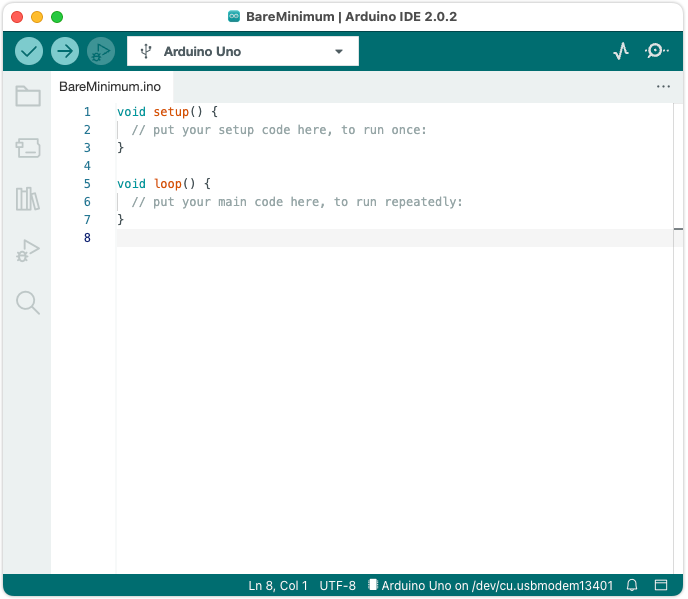 BareMinimum | Arduino IDE 2.0.2
Arduino Uno
BareMinimum.ino
1 void setup() {
2 // put your setup code here, to run once:
3 }
4
5 void loop() {
6 // put your main code here, to run repeatedly:
7 }
8
Ln 8, Col 1 UTF-8 Arduino Uno on /dev/cu.usbmodem13401